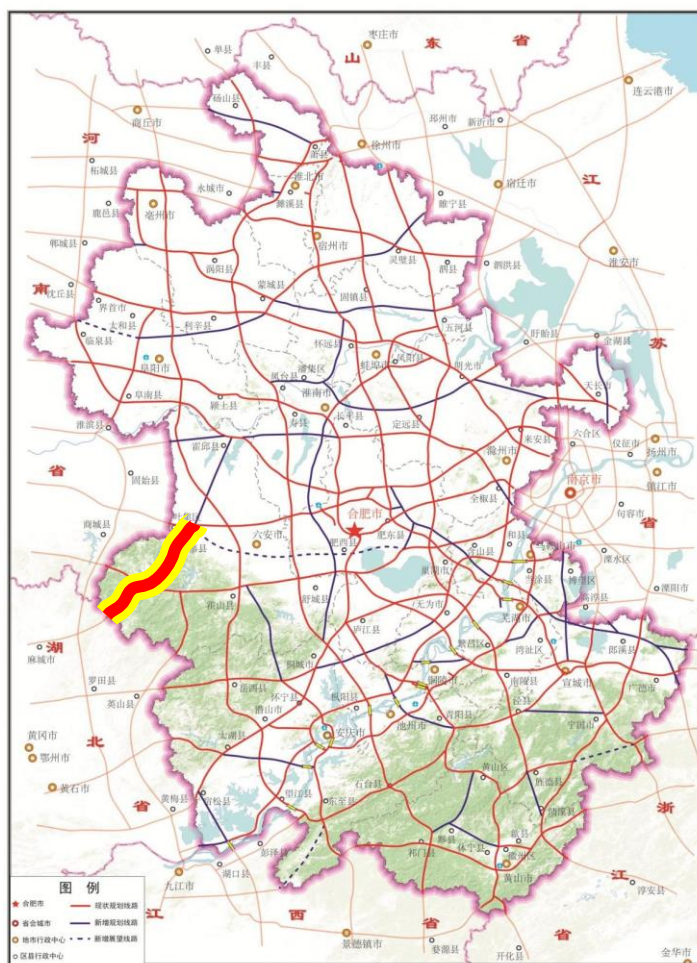 单县
丰县
枣庄市
山 东 省
连云港市
砀山县
商丘市
邳州市
新沂市
河
萧县
徐州市
柘城县
淮北市
濉溪县
永城市
宿迁市
江
鹿邑县
亳州市
睢宁县
宿州市
郸城县
灵璧县
泗县
泗洪县
淮安市
涡阳县
南
沈丘县
蒙城县
固镇县
界首市
太和县
利辛县
五河县
盱眙县
金湖县
临泉县
怀远县
苏
阜阳市
蚌埠市
凤阳县
潘集区
凤台县
明光市
阜南县
淮南市
天长市
颍上县
寿县
长丰县
定远县
淮滨县
来安县
六合区
霍邱县
滁州市
仪征市
扬州市
省
固始县
南京市
镇江市
全椒县
商城县
合肥市
句容市
省
六安市
肥西县
肥东县
和县
含山县
溧水区
巢湖市
当涂县
博望区
溧阳市
霍山县
舒城县
无为市
芜湖市
高淳县
庐江县
湖
繁昌区
湾沚区
郎溪县
麻城市
桐城市
铜陵市
南陵县
宣城市
广德市
罗田县
岳西县
英山县
怀宁县
枞阳县
泾县
潜山市
池州市
青阳县
宁国市
黄冈市
北
太湖县
安庆市
鄂州市
黄石市
黄山区
旌德县
石台县
浙
省
黄梅县
宿松县
望江县
东至县
绩溪县
黟县
歙县
彭泽县
祁门县
休宁县
徽州区
湖口县
黄山市
江
九江市
淳安县
江 西 省 省
景德镇市
婺源县
开化县
金华市
图 例
合肥市 现状规划线路
省会城市 新增规划线路
地市行政中心 新增展望线路
区县行政中心